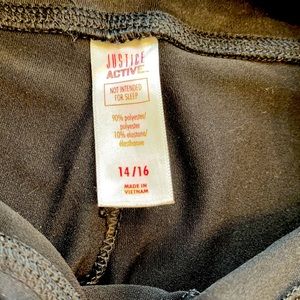 JUSTICE
ACTIVE
NOT INTENDED
FOR SLEEP
90% polyester/
polyester
10% elastane/
élasthanne
14/16
MADE IN
VIETNAM